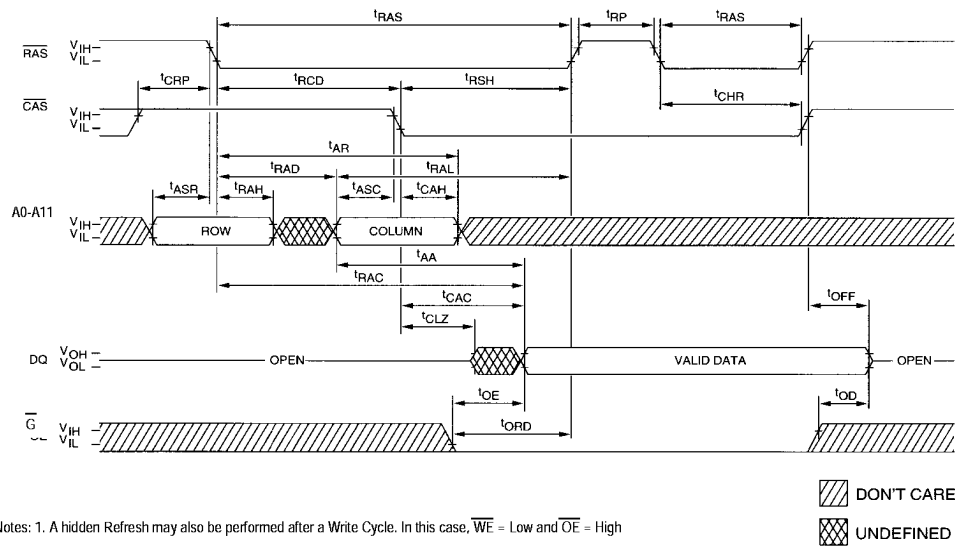 tRAS tRP tRAS
RAS VIH VIL
tCRP tRCD tRSH
CAS VIH VIL
tCHR
tAR
tRAD tRAL
tASR tRAH tASC tCAH
A0-A11 VIH VIL ROW COLUMN
tAA
tRAC
tCAC tOFF
tCLZ
DQ VOH VOL OPEN VALID DATA OPEN
tOE tOD
G VIH VIL
tORD
DON'T CARE
Notes: 1. A hidden Refresh may also be performed after a Write Cycle. In this case, WE = Low and OE = High
UNDEFINED